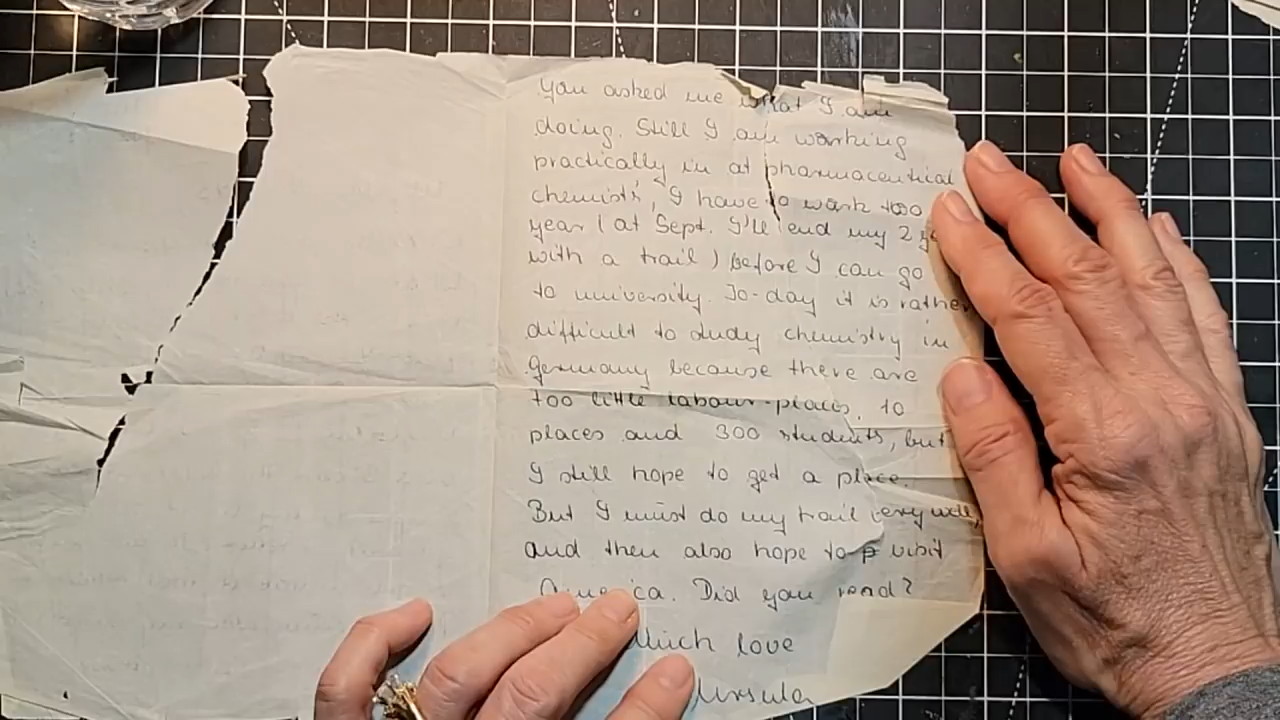 You asked me what I am
doing. Still I am working
practically in at pharmaceutical
chemists', I have to work too
year (at Sept. I'll end my 2
with a trail) before I can go
to university. To-day it is rather
difficult to study chemistry in
Germany because there are
too little labour-places, 10
places and 300 students, but
I still hope to get a place.
But I must do my trail very well,
and then also hope to visit
America. Did you read?
Much love
Ursula